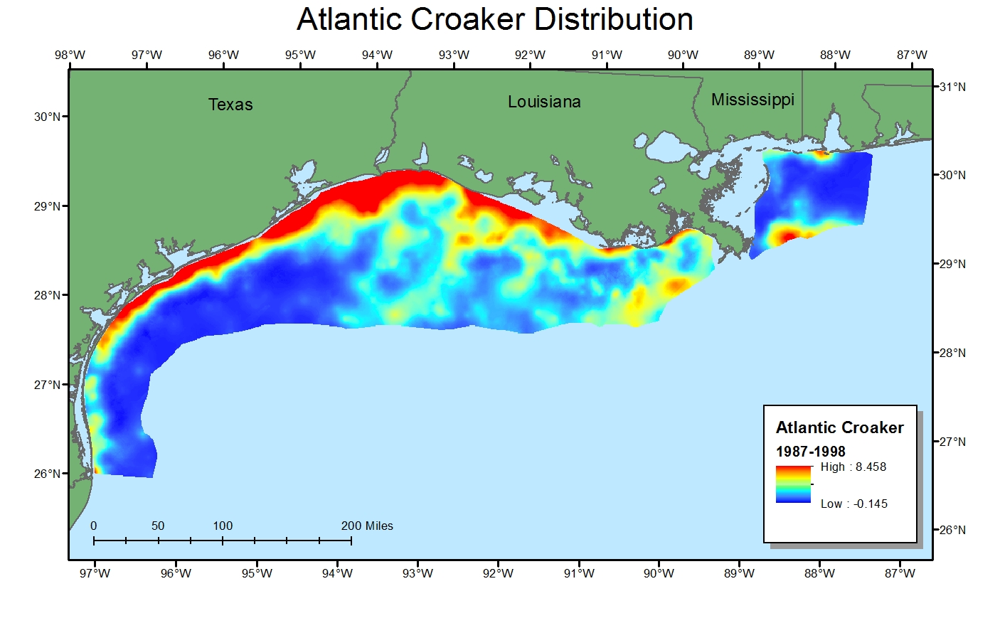 Atlantic Croaker Distribution
98°W 97°W 96°W 95°W 94°W 93°W 92°W 91°W 90°W 89°W 88°W 87°W
31°N
Texas Louisiana Mississippi
30°N
30°N
29°N
29°N
28°N
28°N
27°N
Atlantic Croaker
1987-1998
High : 8.458
Low : -0.145
27°N
26°N
26°N
0 50 100 200 Miles
97°W 96°W 95°W 94°W 93°W 92°W 91°W 90°W 89°W 88°W 87°W